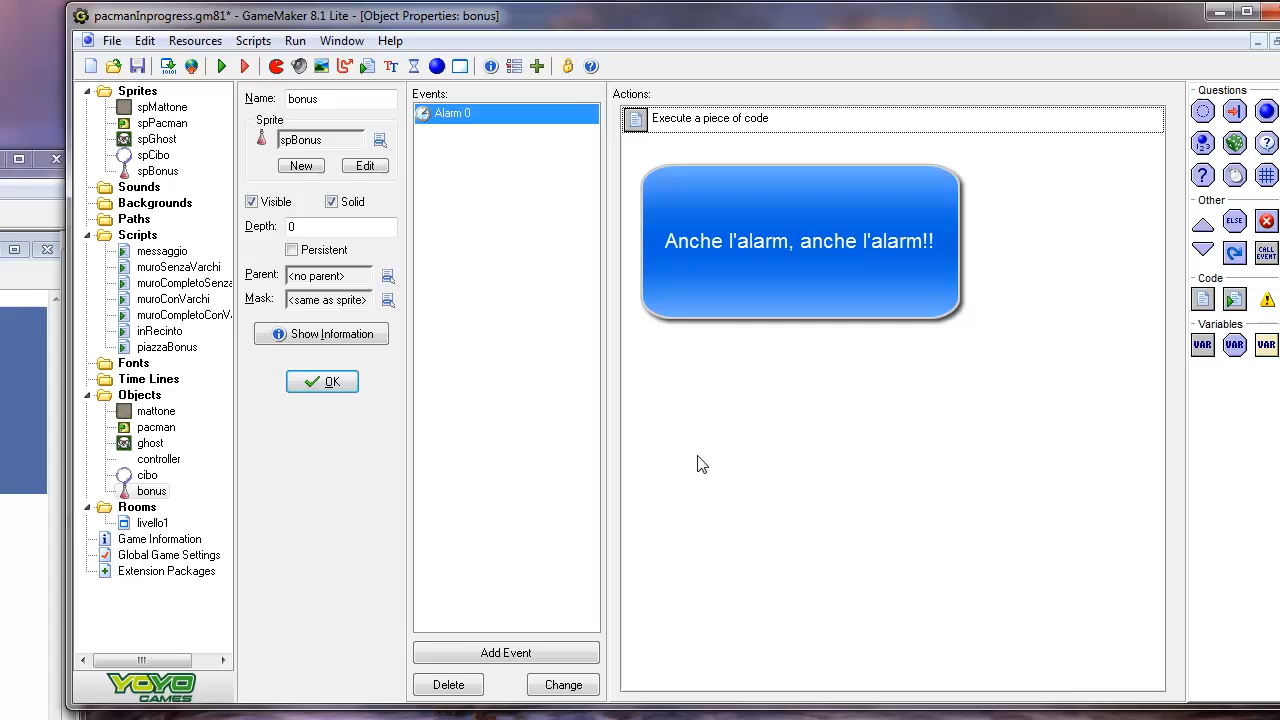 pacmanInprogress.gm81* - GameMaker 8.1 Lite - [Object Properties: bonus]
File Edit Resources Scripts Run Window Help
Sprites
spMattone
spPacman
spGhost
spCibo
spBonus
Sounds
Backgrounds
Paths
Scripts
messaggio
muroSenzaVarchi
muroCompletoSenza
muroConVarchi
muroCompletoConV
inRecinto
piazzaBonus
Fonts
Time Lines
Objects
mattone
pacman
ghost
controller
cibo
bonus
Rooms
livello1
Game Information
Global Game Settings
Extension Packages
YOYO
GAMES
Name: bonus
Sprite
spBonus
New Edit
Visible Solid
Depth: 0
Persistent
Parent: <no parent>
Mask: <same as sprite>
Show Information
OK
Events:
Alarm 0
Add Event
Delete Change
Actions:
Execute a piece of code
Anche l'alarm, anche l'alarm!!
Questions
Other
ELSE
CALL
EVENT
Code
Variables
VAR VAR VAR